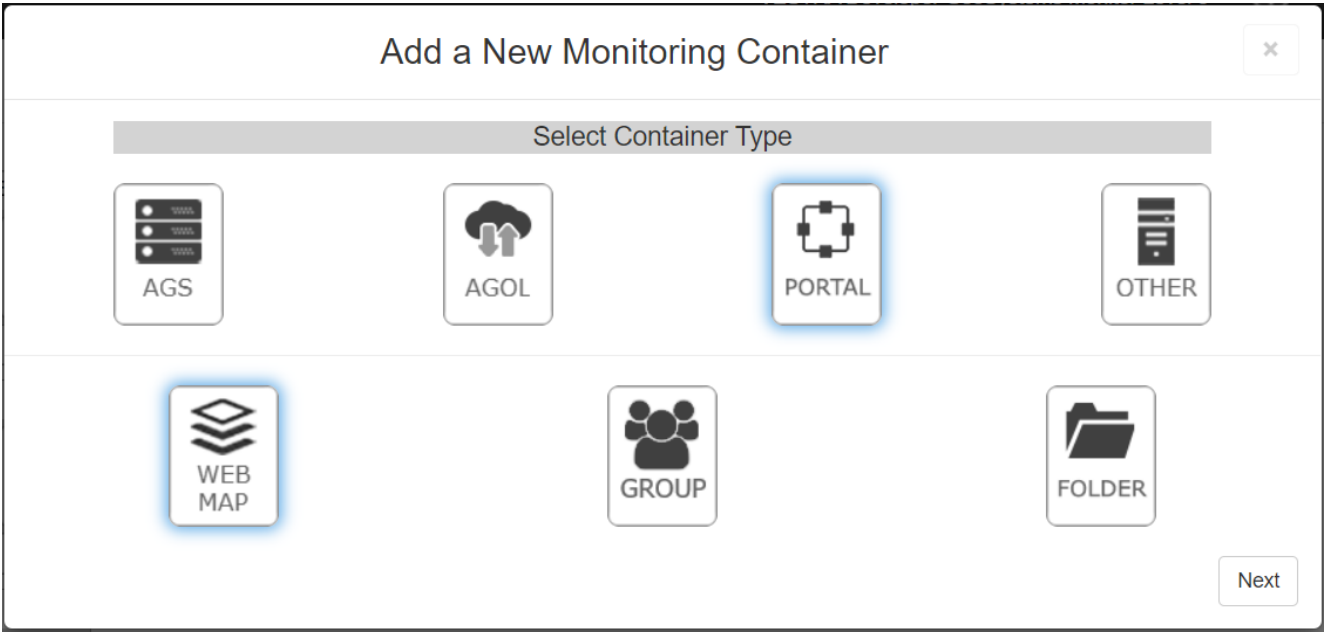 Add a New Monitoring Container
×
Select Container Type
AGS
AGOL
PORTAL
OTHER
WEB
MAP
GROUP
FOLDER
Next